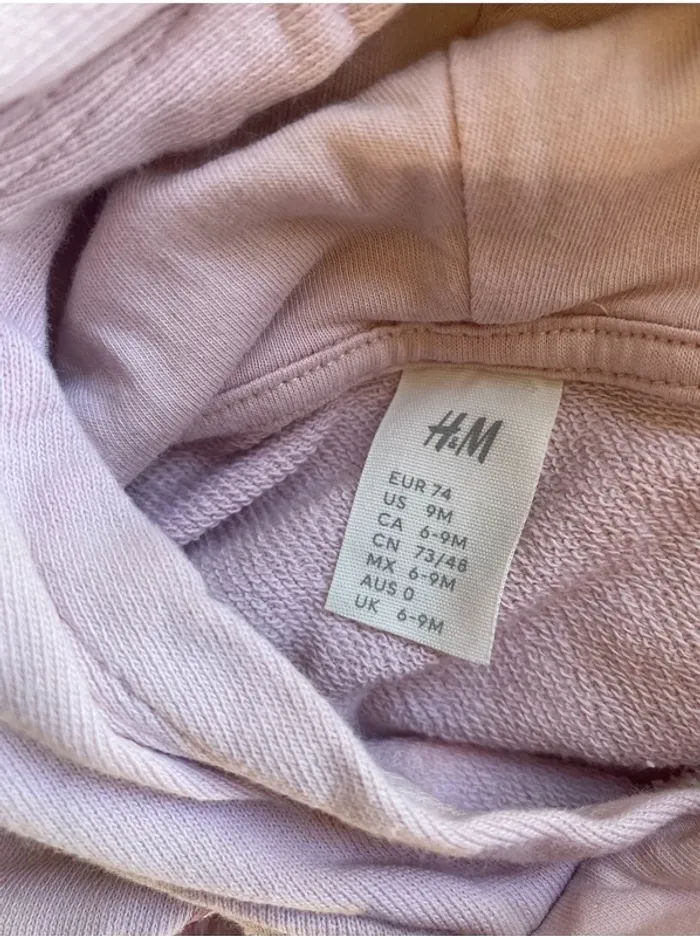 H&M
EUR 74
US 9M
CA 6-9M
CN 73/48
MX 6-9M
AUS 0
UK 6-9M